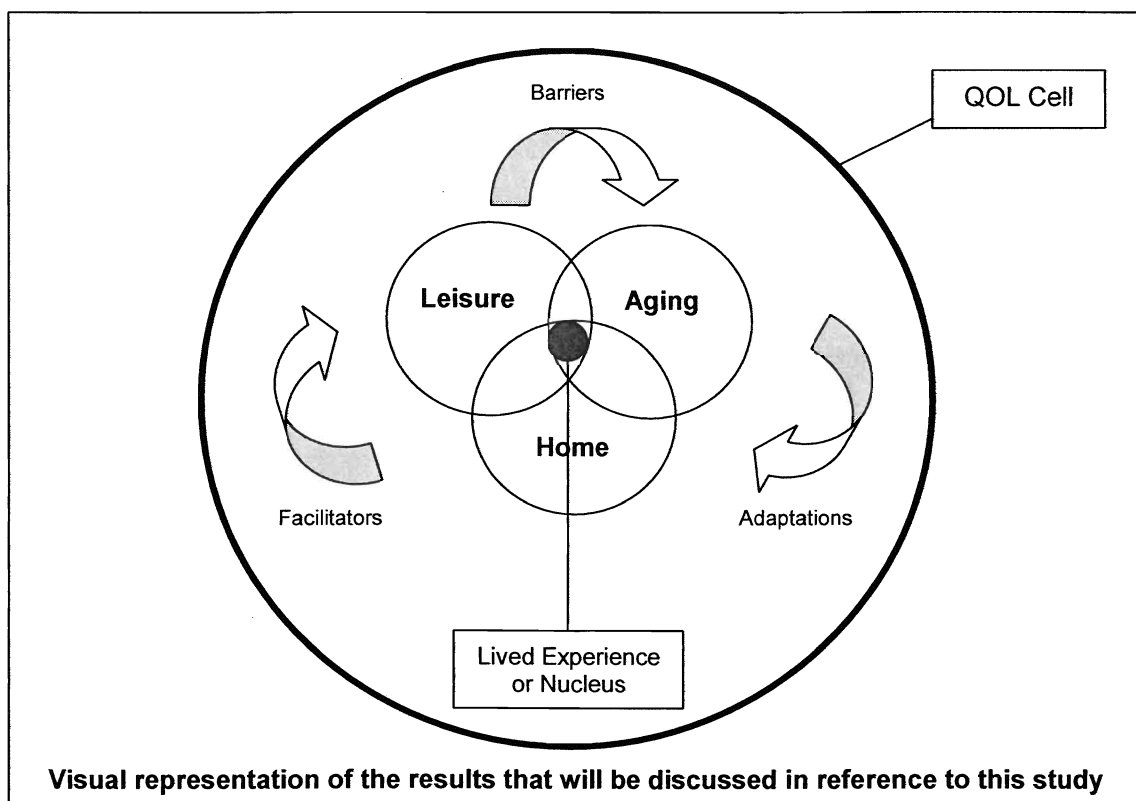 Barriers
QOL Cell
Leisure
Aging
Home
Facilitators
Adaptations
Lived Experience
or Nucleus
Visual representation of the results that will be discussed in reference to this study